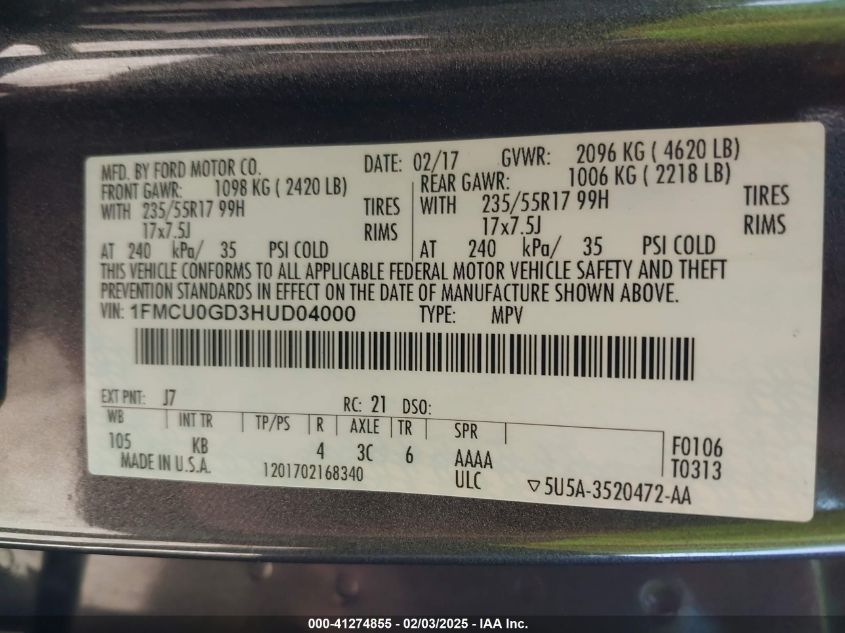 MFD. BY FORD MOTOR CO. DATE: 02/17 GVWR: 2096 KG ( 4620 LB)
FRONT GAWR: 1098 KG ( 2420 LB) REAR GAWR: 1006 KG ( 2218 LB)
WITH 235/55R17 99H TIRES WITH 235/55R17 99H TIRES
17x7.5J RIMS 17x7.5J RIMS
AT 240 kPa/ 35 PSI COLD AT 240 kPa/ 35 PSI COLD
THIS VEHICLE CONFORMS TO ALL APPLICABLE FEDERAL MOTOR VEHICLE SAFETY AND THEFT
PREVENTION STANDARDS IN EFFECT ON THE DATE OF MANUFACTURE SHOWN ABOVE.
VIN: 1FMCU0GD3HUD04000 TYPE: MPV
EXT PNT: J7 RC: 21 DSO:
WB INT TR TP/PS R AXLE TR SPR
105 KB 4 3C 6 AAAA F0106
MADE IN U.S.A. 1201702168340 ULC T0313
▽5U5A-3520472-AA
000-41274855 - 02/03/2025 - IAA Inc.